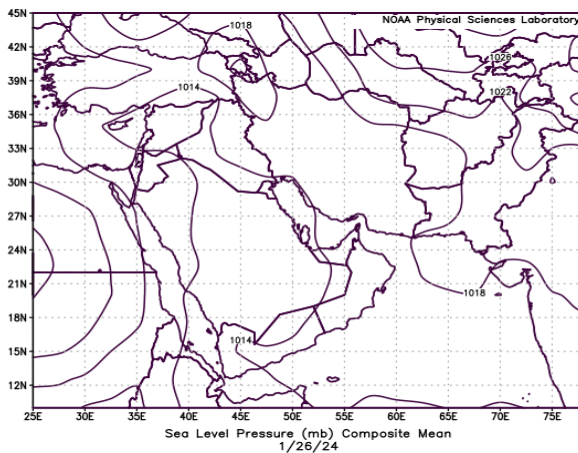 NOAA Physical Sciences Laboratory
45N
42N
39N
36N
33N
30N
27N
24N
21N
18N
15N
12N
1018
1014
1026
1022
1018
1014
25E 30E 35E 40E 45E 50E 55E 60E 65E 70E 75E
Sea Level Pressure (mb) Composite Mean
1/26/24